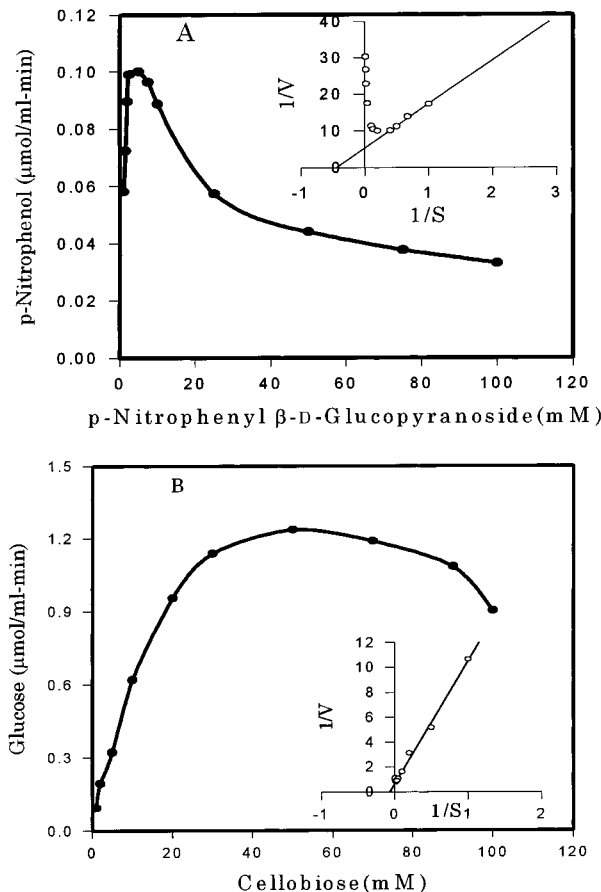 A
p-Nitrophenol (μmol/ml-min)
0.12
0.10
0.08
0.06
0.04
0.02
0.00
0 20 40 60 80 100 120
p-Nitrophenyl β-D-Glucopyranoside(mM)
1/V
40
30
20
10
0
-1 0 1 2 3
1/S
B
Glucose (μmol/ml-min)
1.5
1.2
0.9
0.6
0.3
0.0
0 20 40 60 80 100 120
Cellobiose(mM)
1/V
12
10
8
6
4
2
0
-1 0 1 2
1/S1